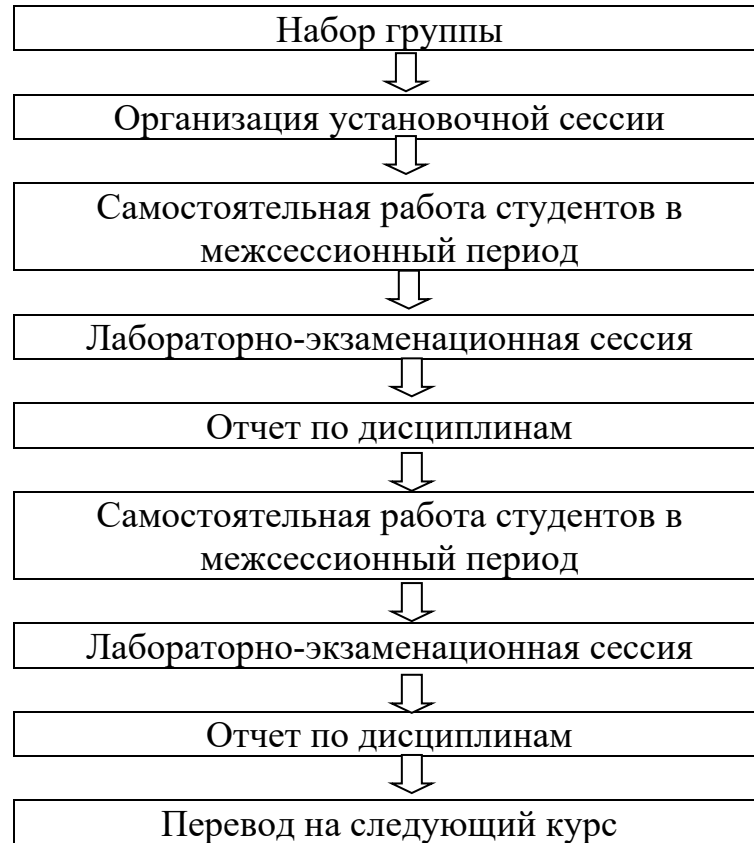 Набор группы
Организация установочной сессии
Самостоятельная работа студентов в
межсессионный период
Лабораторно-экзаменационная сессия
Отчет по дисциплинам
Самостоятельная работа студентов в
межсессионный период
Лабораторно-экзаменационная сессия
Отчет по дисциплинам
Перевод на следующий курс